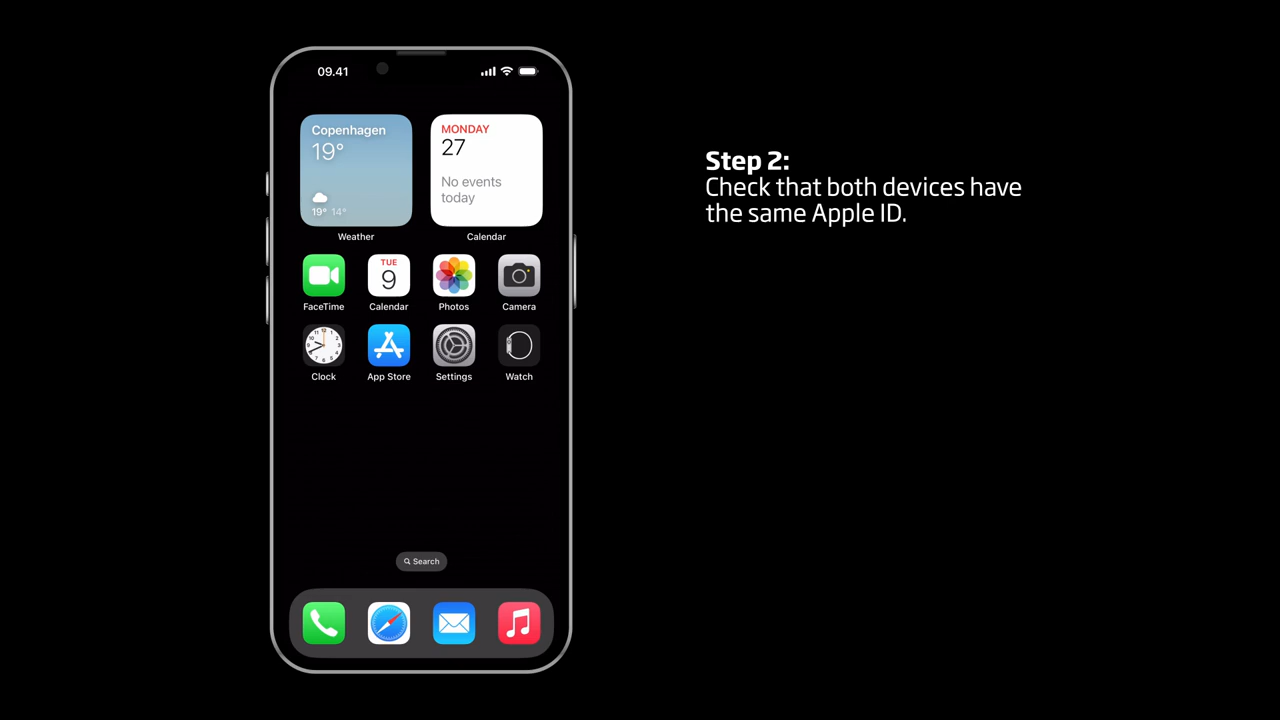 09.41
Copenhagen
19°
19° 14°
Weather
MONDAY
27
No events
today
Calendar
FaceTime
TUE
9
Calendar
Photos
Camera
Clock
App Store
Settings
Watch
Search
Step 2:
Check that both devices have
the same Apple ID.